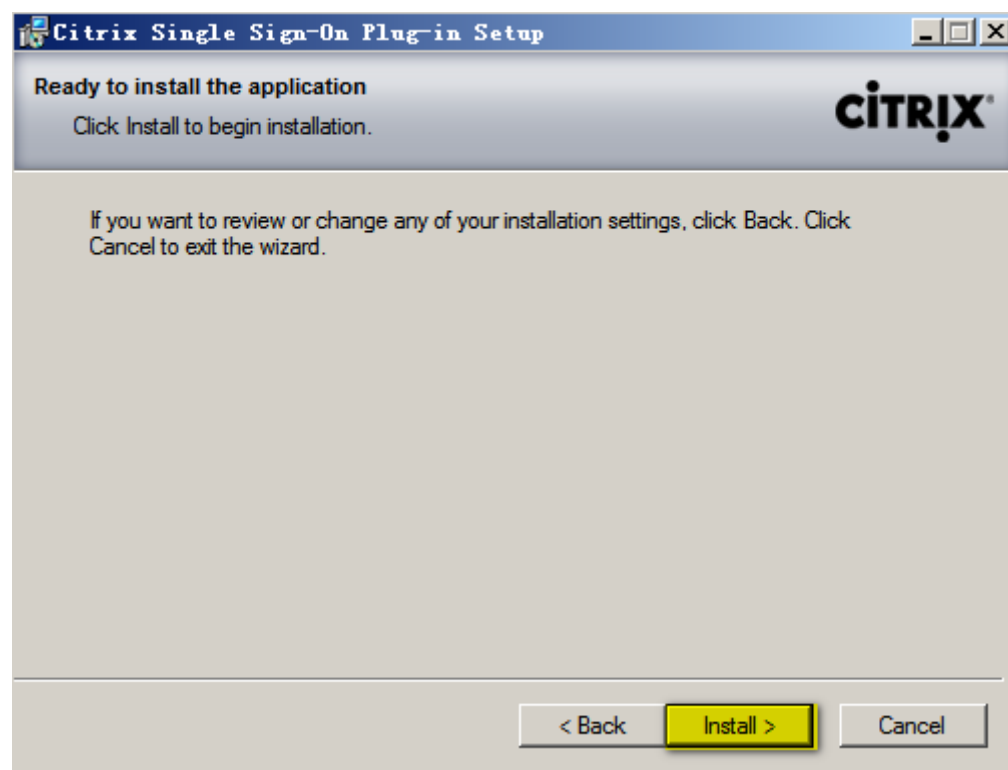 Citrix Single Sign-On Plug-in Setup
Ready to install the application
Click Install to begin installation.
CİTRỊX
If you want to review or change any of your installation settings, click Back. Click
Cancel to exit the wizard.
< Back
Install >
Cancel